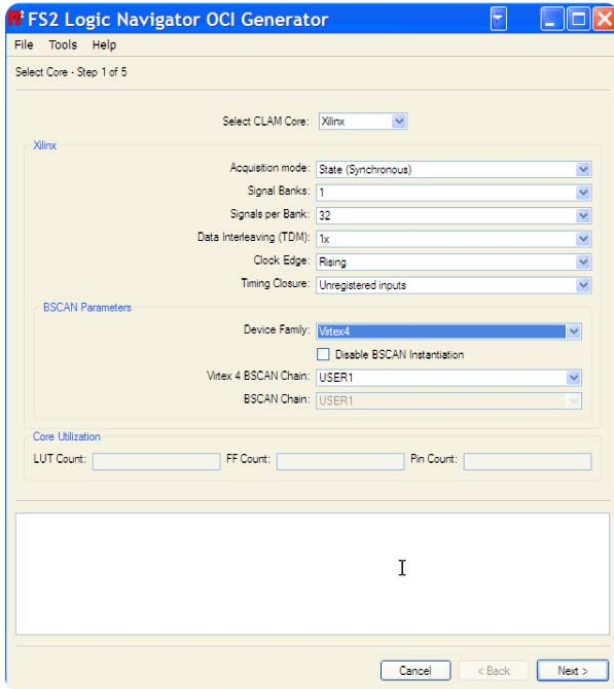 FS2 Logic Navigator OCI Generator
File Tools Help
Select Core - Step 1 of 5
Select CLAM Core: Xilinx
Xilinx
Acquisition mode: State (Synchronous)
Signal Banks: 1
Signals per Bank: 32
Data Interleaving (TDM): 1x
Clock Edge: Rising
Timing Closure: Unregistered inputs
BSCAN Parameters
Device Family: Virtex4
Disable BSCAN Instantiation
Virtex 4 BSCAN Chain: USER1
BSCAN Chain: USER1
Core Utilization
LUT Count: FF Count: Pin Count:
Cancel < Back Next >